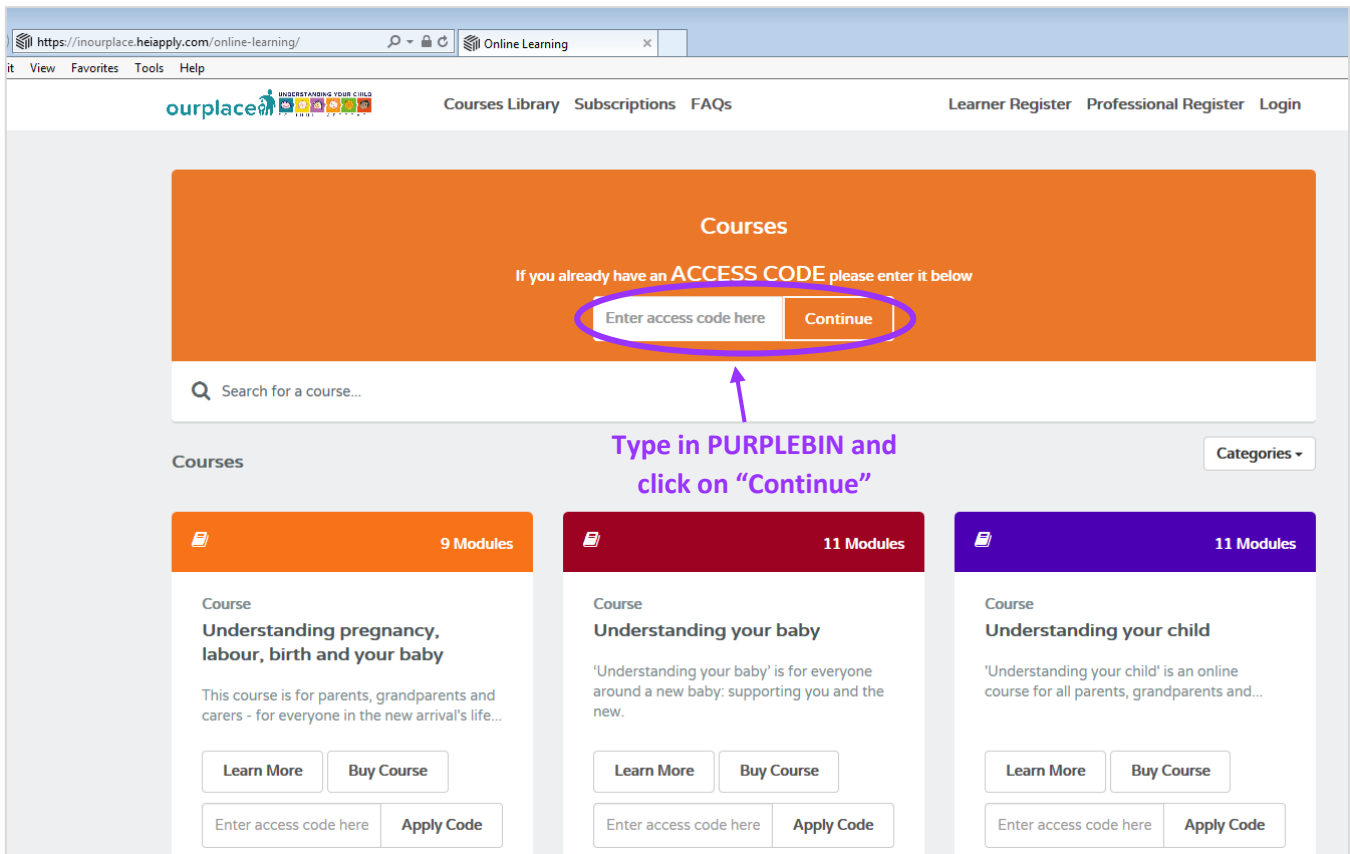 https://inourplace.heiapply.com/online-learning/
Online Learning
it View Favorites Tools Help
ourplace UNDERSTANDING YOUR CHILD
Courses Library Subscriptions FAQs
Learner Register Professional Register Login
Courses
If you already have an ACCESS CODE please enter it below
Enter access code here Continue
Search for a course...
Type in PURPLEBIN and
click on “Continue”
Courses
Categories
9 Modules
Course
Understanding pregnancy,
labour, birth and your baby
This course is for parents, grandparents and
carers - for everyone in the new arrival's life...
Learn More Buy Course
Enter access code here Apply Code
11 Modules
Course
Understanding your baby
‘Understanding your baby’ is for everyone
around a new baby: supporting you and the
new.
Learn More Buy Course
Enter access code here Apply Code
11 Modules
Course
Understanding your child
'Understanding your child' is an online
course for all parents, grandparents and...
Learn More Buy Course
Enter access code here Apply Code